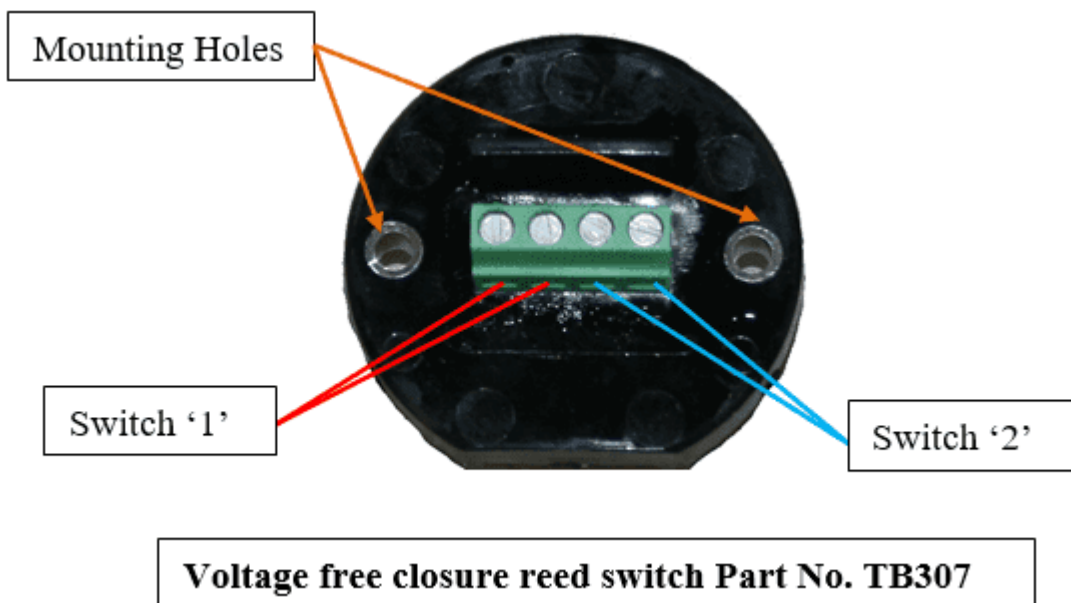 Mounting Holes
Switch ‘1’
Switch ‘2’
Voltage free closure reed switch Part No. TB307